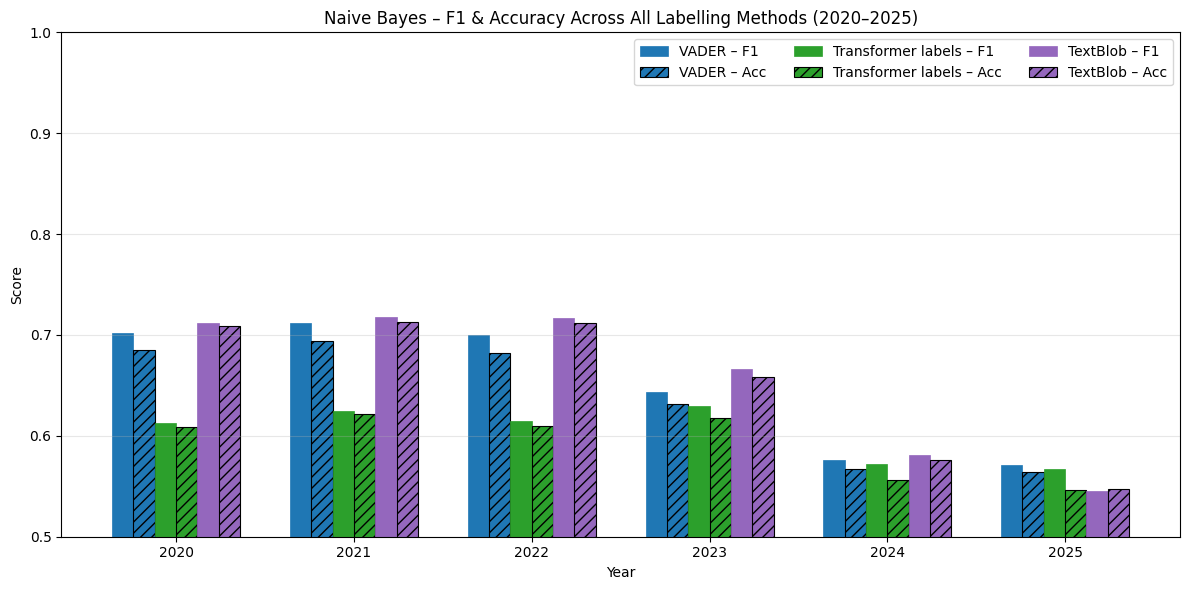 Naive Bayes – F1 & Accuracy Across All Labelling Methods (2020–2025)
VADER – F1
VADER – Acc
Transformer labels – F1
Transformer labels – Acc
TextBlob – F1
TextBlob – Acc
Score
1.0
0.9
0.8
0.7
0.6
0.5
2020 2021 2022 2023 2024 2025
Year